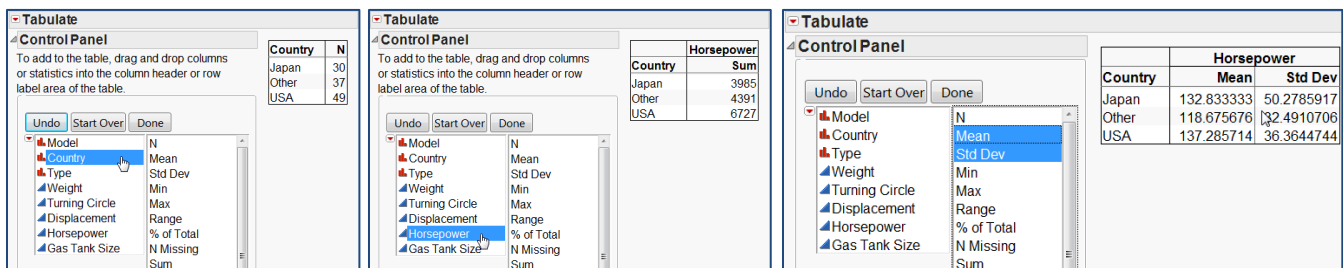 Tabulate
Control Panel
To add to the table, drag and drop columns
or statistics into the column header or row
label area of the table.
Undo Start Over Done
Model N
Country Mean
Type Std Dev
Weight Min
Turning Circle Max
Displacement Range
Horsepower % of Total
Gas Tank Size N Missing
Sum
Country N
Japan 30
Other 37
USA 49
Tabulate
Control Panel
To add to the table, drag and drop columns
or statistics into the column header or row
label area of the table.
Undo Start Over Done
Model N
Country Mean
Type Std Dev
Weight Min
Turning Circle Max
Displacement Range
Horsepower % of Total
Gas Tank Size N Missing
Sum
Horsepower
Country Sum
Japan 3985
Other 4391
USA 6727
Tabulate
Control Panel
Undo Start Over Done
Model N
Country Mean
Type Std Dev
Weight Min
Turning Circle Max
Displacement Range
Horsepower % of Total
Gas Tank Size N Missing
Sum
Horsepower
Country Mean Std Dev
Japan 132.833333 50.2785917
Other 118.675676 32.4910706
USA 137.285714 36.3644744